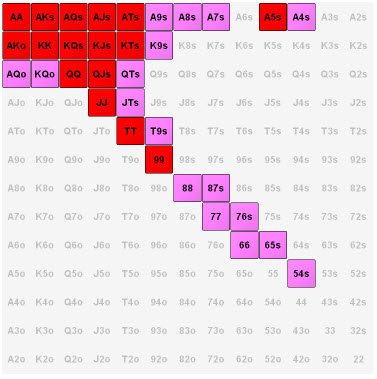 AA AKs AQs AJs ATs A9s A8s A7s A6s A5s A4s A3s A2s
AKo KK KQs KJs KTs K9s K8s K7s K6s K5s K4s K3s K2s
AQo KQo QQ QJs QTs Q9s Q8s Q7s Q6s Q5s Q4s Q3s Q2s
AJo KJo QJo JJ JTs J9s J8s J7s J6s J5s J4s J3s J2s
ATo KTo QTo JTo TT T9s T8s T7s T6s T5s T4s T3s T2s
A9o K9o Q9o J9o T9o 99 98s 97s 96s 95s 94s 93s 92s
A8o K8o Q8o J8o T8o 98o 88 87s 86s 85s 84s 83s 82s
A7o K7o Q7o J7o T7o 97o 87o 77 76s 75s 74s 73s 72s
A6o K6o Q6o J6o T6o 96o 86o 76o 66 65s 64s 63s 62s
A5o K5o Q5o J5o T5o 95o 85o 75o 65o 55 54s 53s 52s
A4o K4o Q4o J4o T4o 94o 84o 74o 64o 54o 44 43s 42s
A3o K3o Q3o J3o T3o 93o 83o 73o 63o 53o 43o 33 32s
A2o K2o Q2o J2o T2o 92o 82o 72o 62o 52o 42o 32o 22